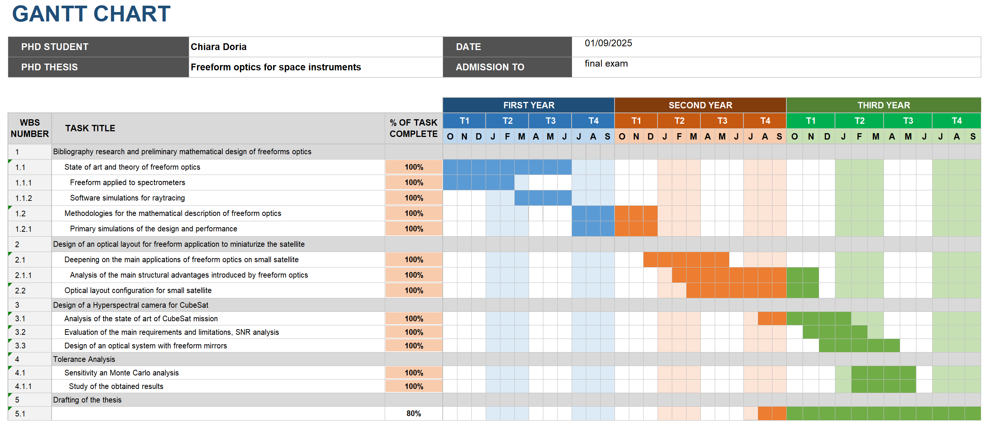 GANTT CHART
PHD STUDENT Chiara Doria DATE 01/09/2025
PHD THESIS Freeform optics for space instruments ADMISSION TO final exam
FIRST YEAR SECOND YEAR THIRD YEAR
WBS NUMBER TASK TITLE % OF TASK COMPLETE T1 T2 T3 T4 T1 T2 T3 T4 T1 T2 T3 T4
O N D J F M A M J J A S O N D J F M A M J J A S O N D J F M A M J J A S
1 Bibliography research and preliminary mathematical design of freeforms optics
1.1 State of art and theory of freeform optics 100%
1.1.1 Freeform applied to spectrometers 100%
1.1.2 Software simulations for raytracing 100%
1.2 Methodologies for the mathematical description of freeform optics 100%
1.2.1 Primary simulations of the design and performance 100%
2 Design of an optical layout for freeform application to miniaturize the satellite
2.1 Deepening on the main applications of freeform optics on small satellite 100%
2.1.1 Analysis of the main structural advantages introduced by freeform optics 100%
2.2 Optical layout configuration for small satellite 100%
3 Design of a Hyperspectral camera for CubeSat
3.1 Analysis of the state of art of CubeSat mission 100%
3.2 Evaluation of the main requirements and limitations, SNR analysis 100%
3.3 Design of an optical system with freeform mirrors 100%
4 Tolerance Analysis
4.1 Sensitivity an Monte Carlo analysis 100%
4.1.1 Study of the obtained results 100%
5 Drafting of the thesis
5.1 80%